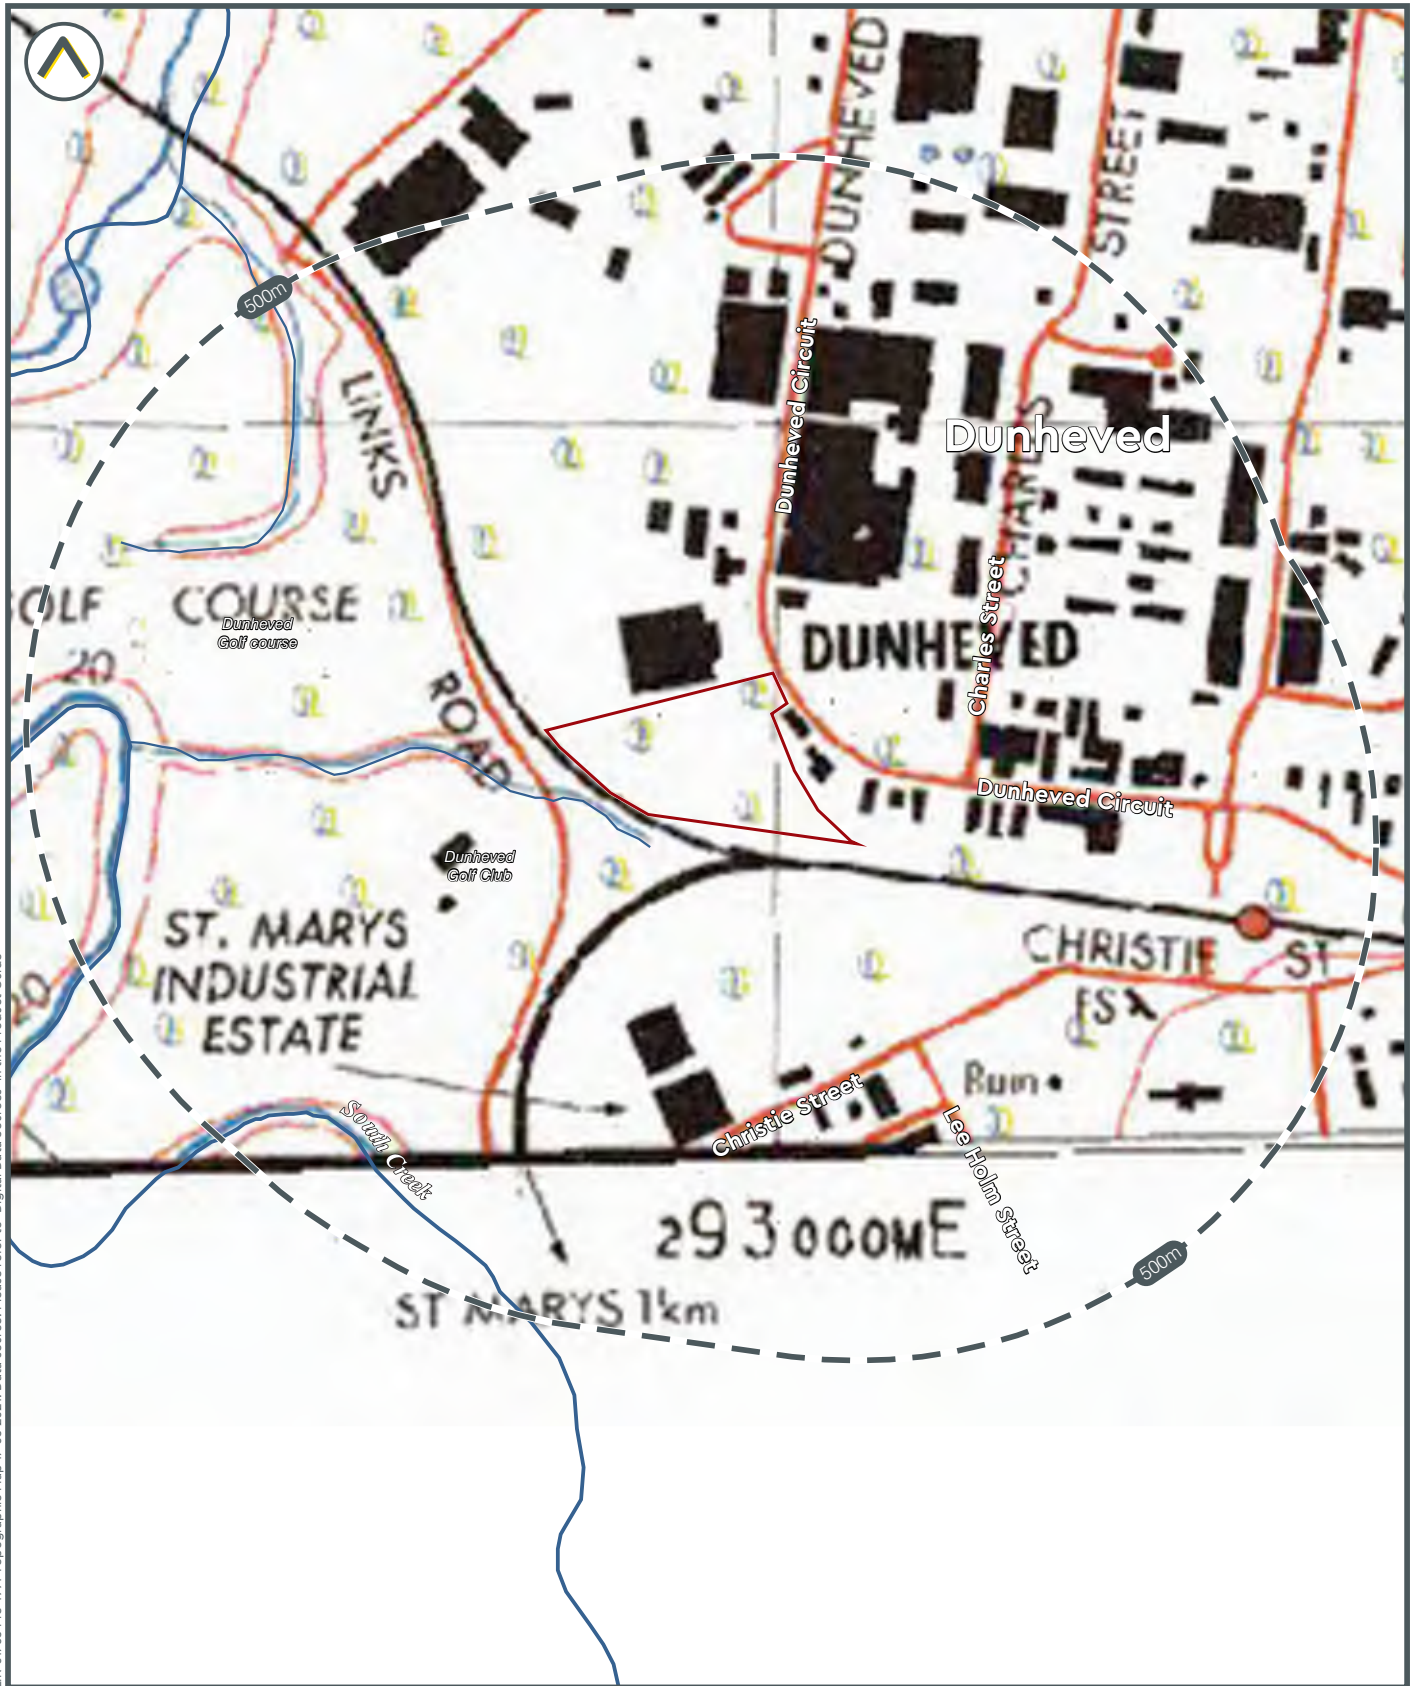 DUNHEVED
STREET
500m
LINKS
Dunheved Circuit
Dunheved
CHARLES
OLF COURSE
Dunheved
Golf course
Charles Street
DUNHEVED
20
ROAD
Dunheved Circuit
Dunheved
Golf Club
ST. MARYS
INDUSTRIAL
ESTATE
CHRISTIE ST
20
ES
Ruin
Christie Street
South Creek
Lee Holm Street
293000mE
500m
ST MARYS 1km